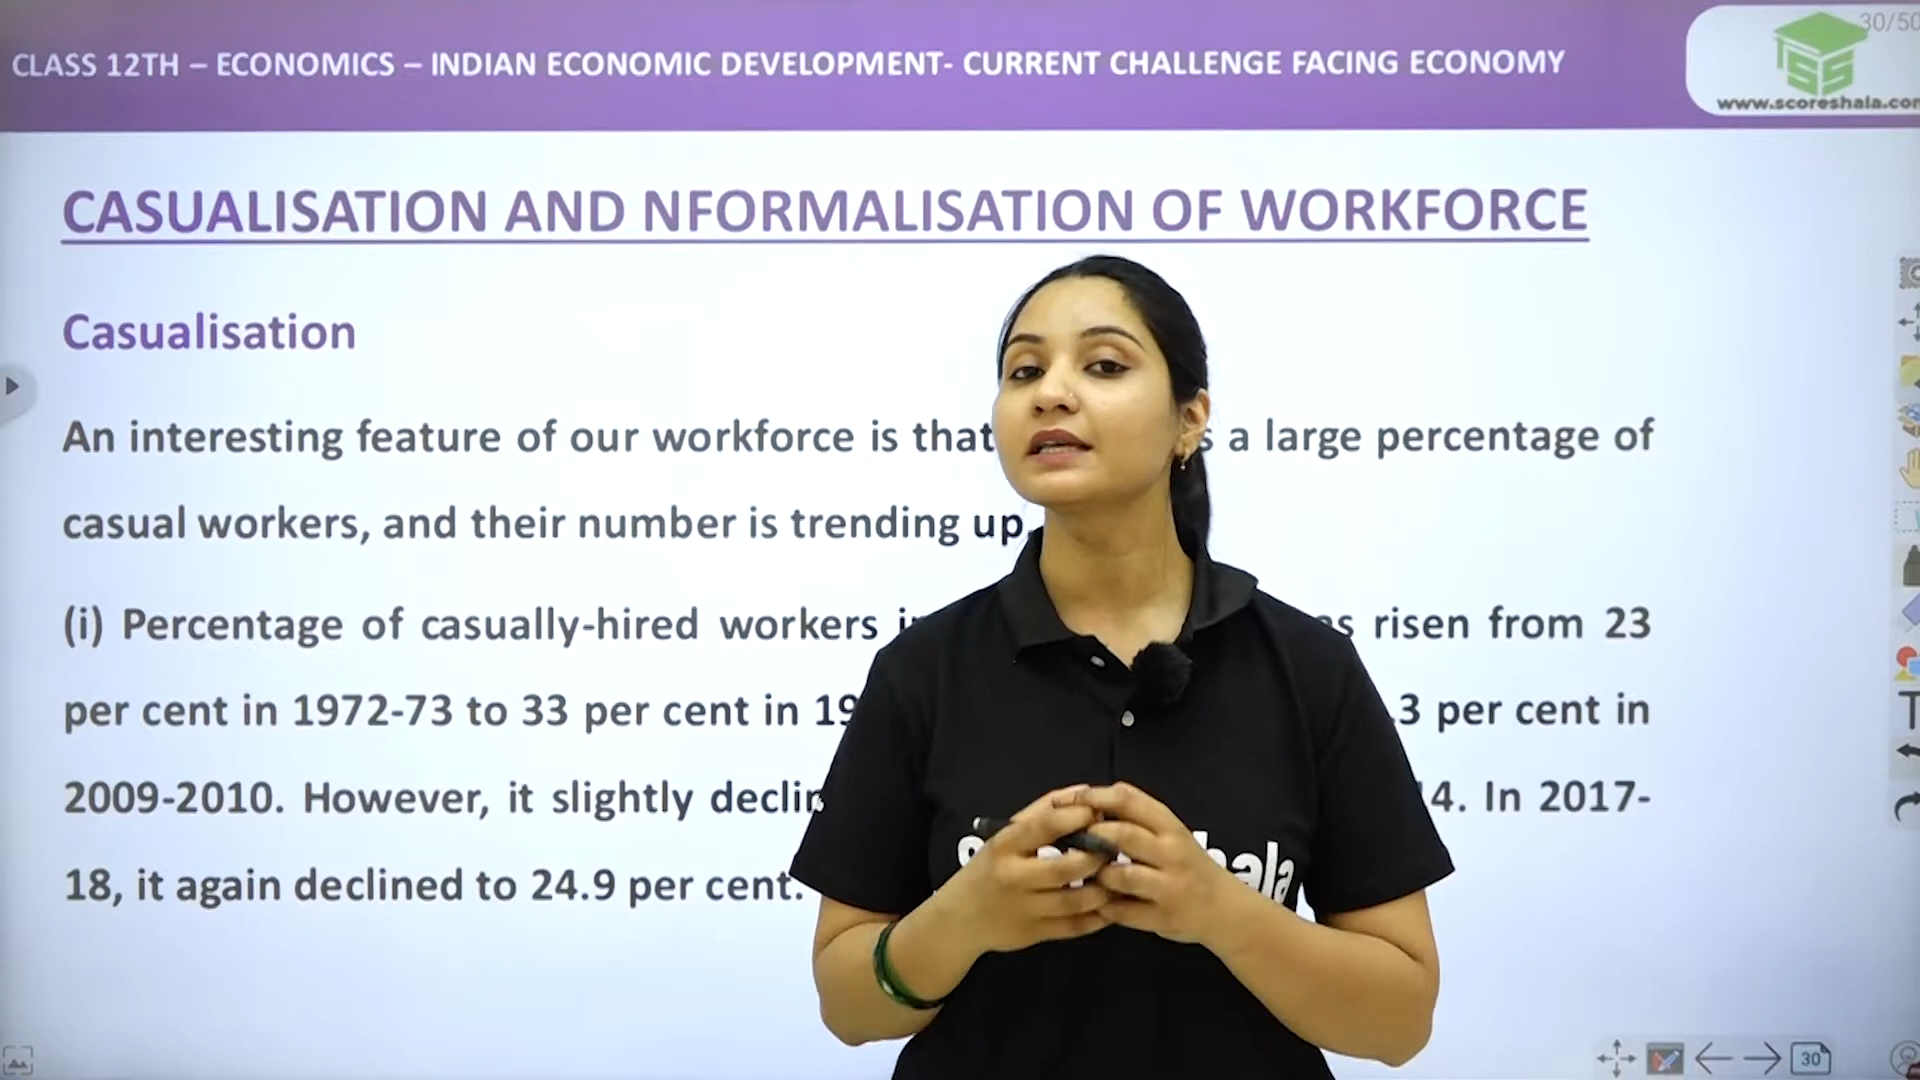 CLASS 12TH – ECONOMICS – INDIAN ECONOMIC DEVELOPMENT- CURRENT CHALLENGE FACING ECONOMY
30/50
SS
www.scoreshala.com
CASUALISATION AND NFORMALISATION OF WORKFORCE
Casualisation
An interesting feature of our workforce is that a large percentage of
casual workers, and their number is trending up.
(i) Percentage of casually-hired workers risen from 23
per cent in 1972-73 to 33 per cent in .3 per cent in
2009-2010. However, it slightly 4. In 2017-
18, it again declined to 24.9 per cent.
30